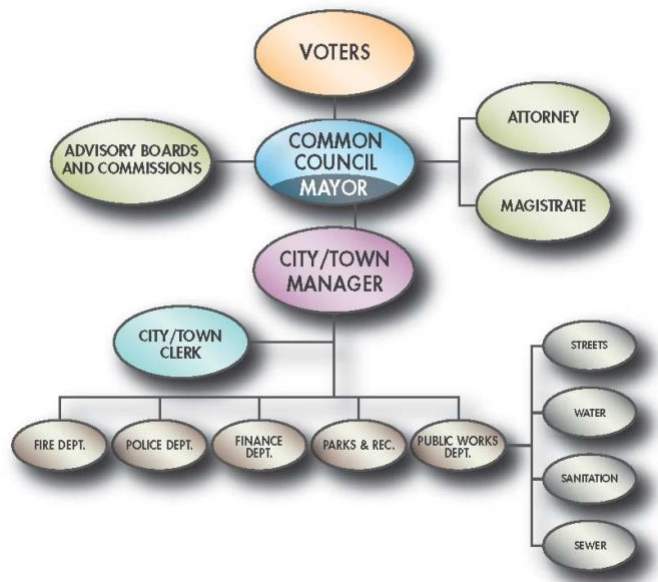 VOTERS
ADVISORY BOARDS
AND COMMISSIONS
COMMON
COUNCIL
MAYOR
ATTORNEY
MAGISTRATE
CITY/TOWN
MANAGER
CITY/TOWN
CLERK
FIRE DEPT.
POLICE DEPT.
FINANCE
DEPT.
PARKS & REC.
PUBLIC WORKS
DEPT.
STREETS
WATER
SANITATION
SEWER